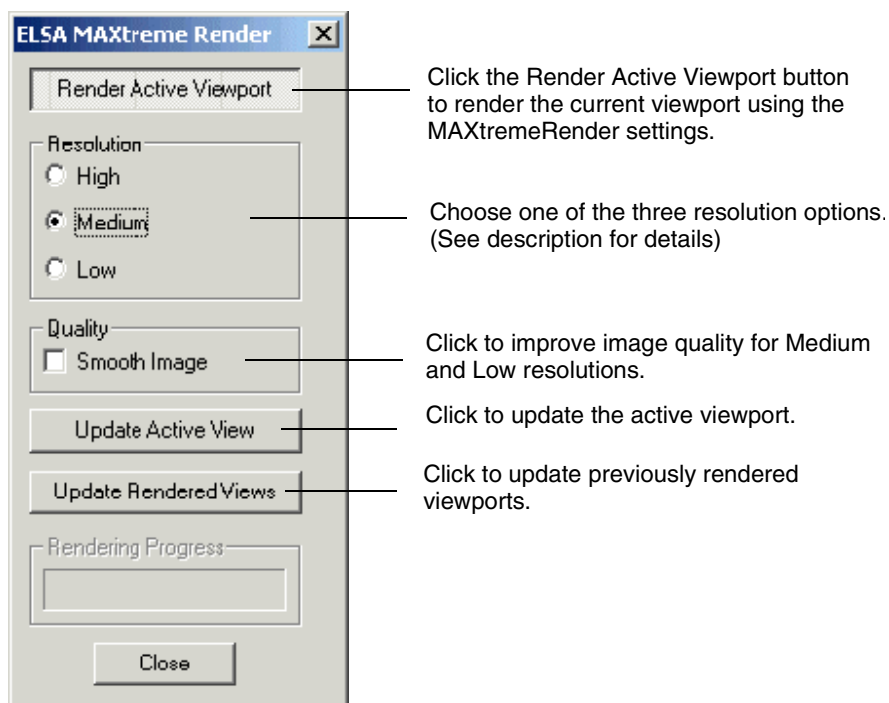 ELSA MAXtreme Render
Render Active Viewport
Click the Render Active Viewport button
to render the current viewport using the
MAXtremeRender settings.
Resolution
High
Medium
Low
Choose one of the three resolution options.
(See description for details)
Quality
Smooth Image
Click to improve image quality for Medium
and Low resolutions.
Update Active View
Click to update the active viewport.
Update Rendered Views
Click to update previously rendered
viewports.
Rendering Progress
Close